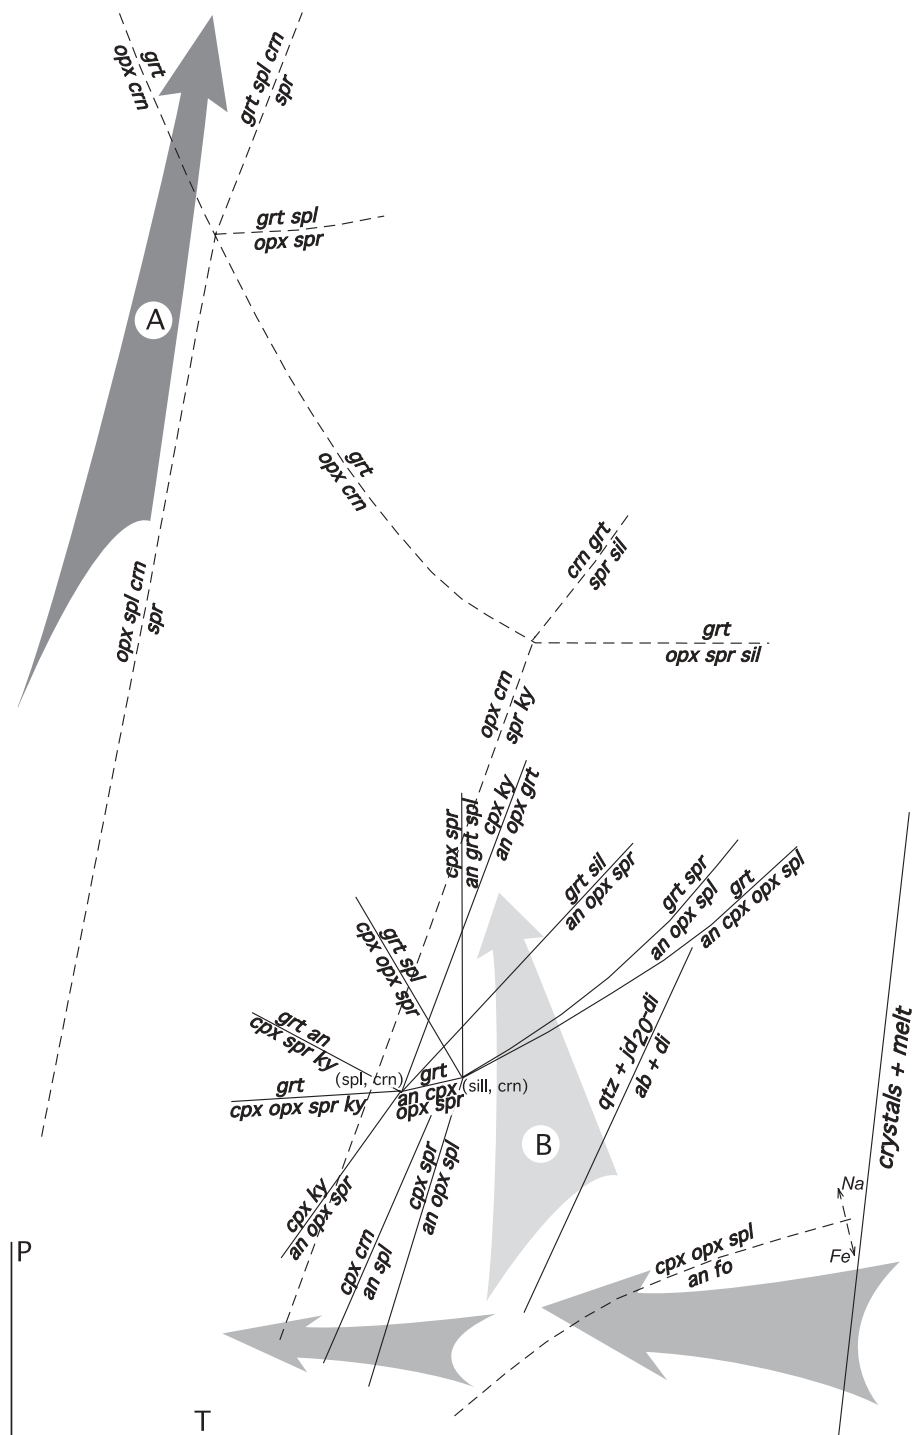 grt
opx crn
grt spl crn
spr
grt spl
opx spr
A
grt
opx crn
crn grt
spr sil
opx spl crn
spr
grt
opx spr sil
opx crn
spr ky
cpx spr
an grt spl
cpx ky
an opx grt
grt sil
an opx spr
grt spr
an opx spl
grt
an cpx opx spl
grt spl
cpx opx spr
grt an
cpx spr ky
(spl, crn)
grt
an cpx
opx spr
(sill, crn)
grt
cpx opx spr ky
qtz + jd20-di
ab + di
crystals + melt
B
cpx spr
an opx spl
cpx ky
an opx spr
cpx crn
an spl
Na
Fe
cpx opx spl
an fo
P
T